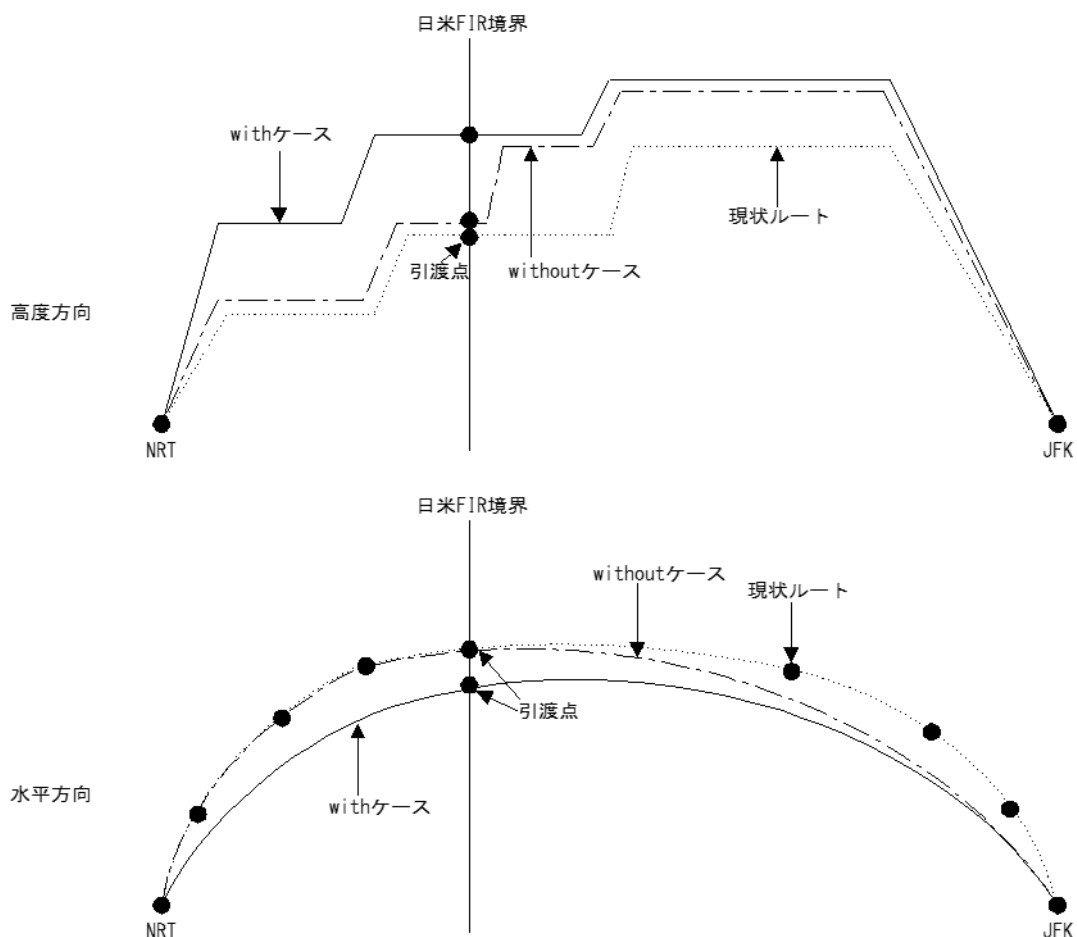 日米FIR境界
withケース
現状ルート
引渡点
withoutケース
高度方向
NRT
JFK
日米FIR境界
withoutケース
現状ルート
引渡点
水平方向
withケース
NRT
JFK